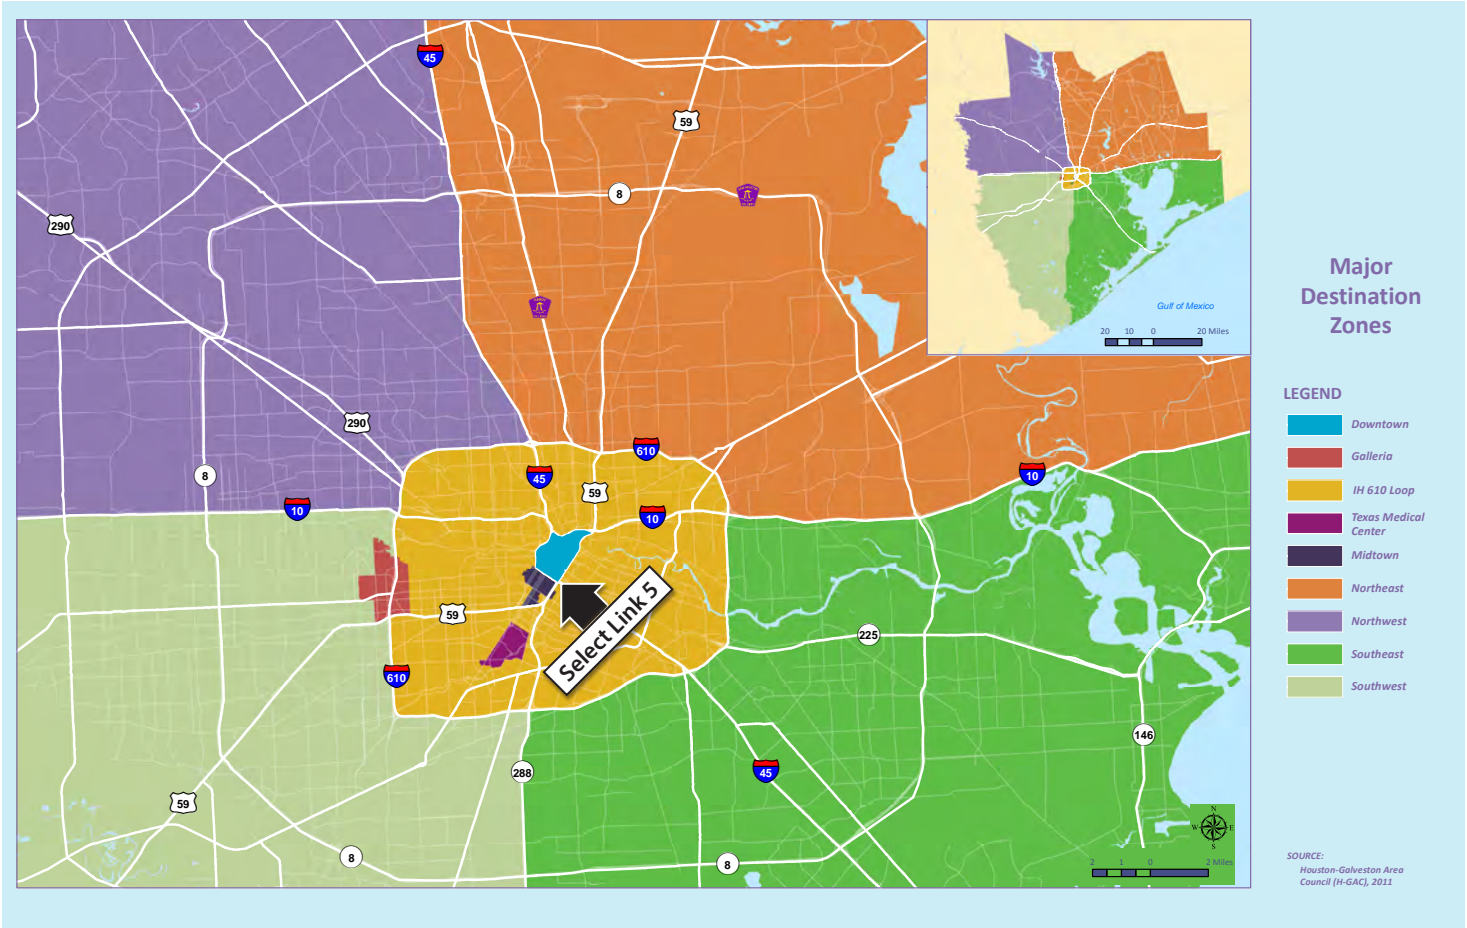 45
59
8
290
290
8
10
45
610
59
10
10
59
610
Select Link 5
225
288
45
146
59
8
8
N
W E
S
2 1 0 2 Miles
Gulf of Mexico
20 10 0 20 Miles
Major
Destination
Zones
LEGEND
Downtown
Galleria
IH 610 Loop
Texas Medical
Center
Midtown
Northeast
Northwest
Southeast
Southwest
SOURCE:
Houston-Galveston Area
Council (H-GAC), 2011